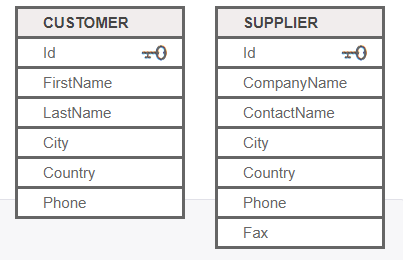 CUSTOMER
Id
FirstName
LastName
City
Country
Phone
SUPPLIER
Id
CompanyName
ContactName
City
Country
Phone
Fax